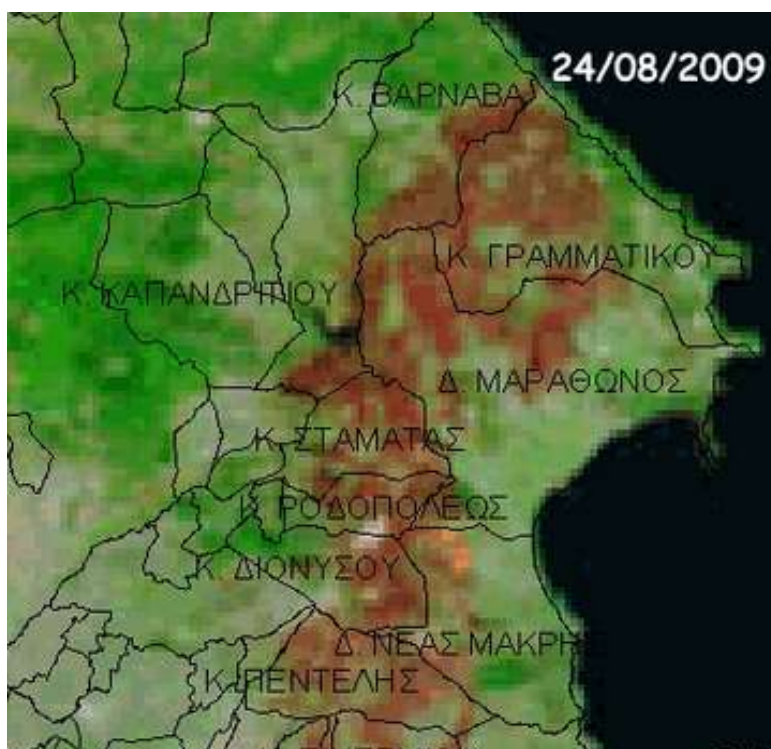 24/08/2009
Κ. ΒΑΡΝΑΒΑ
Κ. ΓΡΑΜΜΑΤΙΚΟΥ
Κ. ΚΑΠΑΝΔΡΙΤΙΟΥ
Δ. ΜΑΡΑΘΩΝΟΣ
Κ. ΣΤΑΜΑΤΑΣ
Κ. ΡΟΔΟΠΟΛΕΩΣ
Κ. ΔΙΟΝΥΣΟΥ
Δ. ΝΕΑΣ ΜΑΚΡΗΣ
Κ. ΠΕΝΤΕΛΗΣ